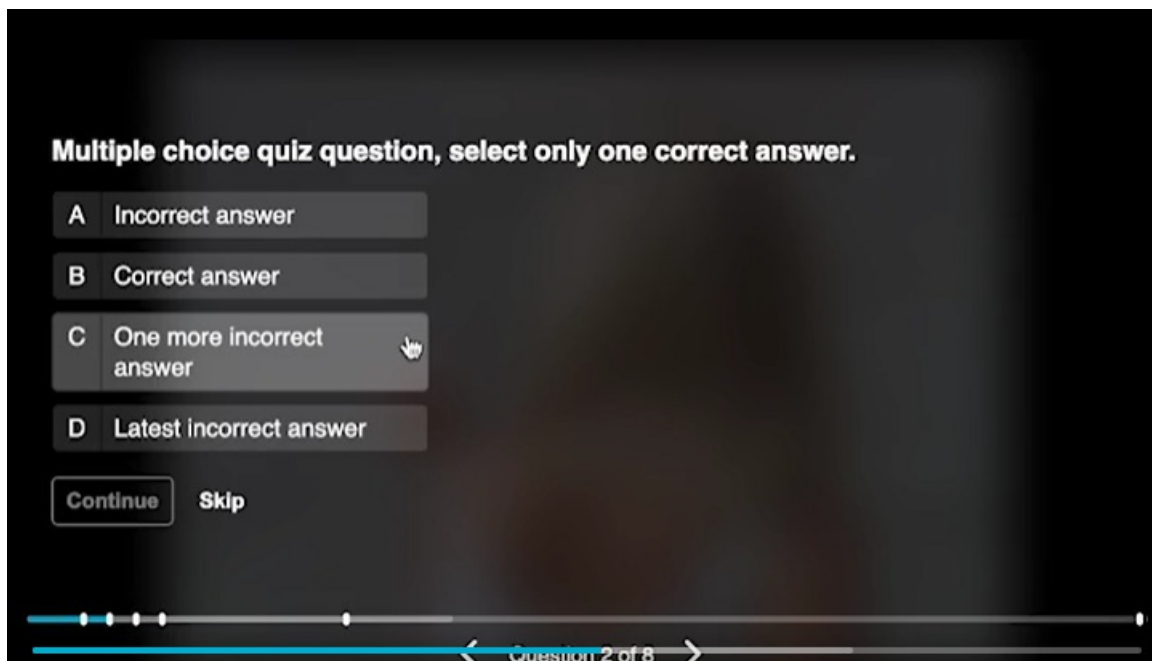 Multiple choice quiz question, select only one correct answer.
A Incorrect answer
B Correct answer
C One more incorrect
answer
D Latest incorrect answer
Continue Skip
Question 2 of 8